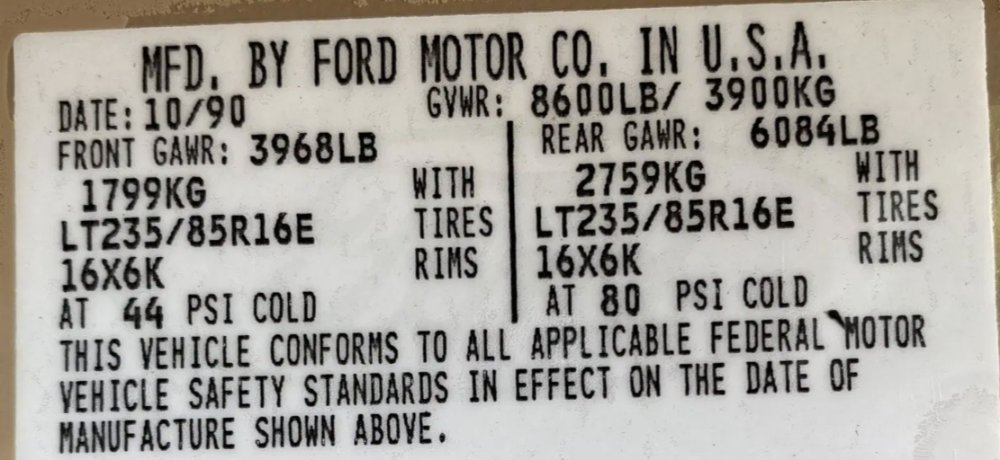 MFD. BY FORD MOTOR CO. IN U.S.A.
DATE: 10/90 GVWR: 8600LB/ 3900KG
FRONT GAWR: 3968LB REAR GAWR: 6084LB
1799KG WITH 2759KG WITH
LT235/85R16E TIRES LT235/85R16E TIRES
16X6K RIMS 16X6K RIMS
AT 44 PSI COLD AT 80 PSI COLD
THIS VEHICLE CONFORMS TO ALL APPLICABLE FEDERAL MOTOR
VEHICLE SAFETY STANDARDS IN EFFECT ON THE DATE OF
MANUFACTURE SHOWN ABOVE.